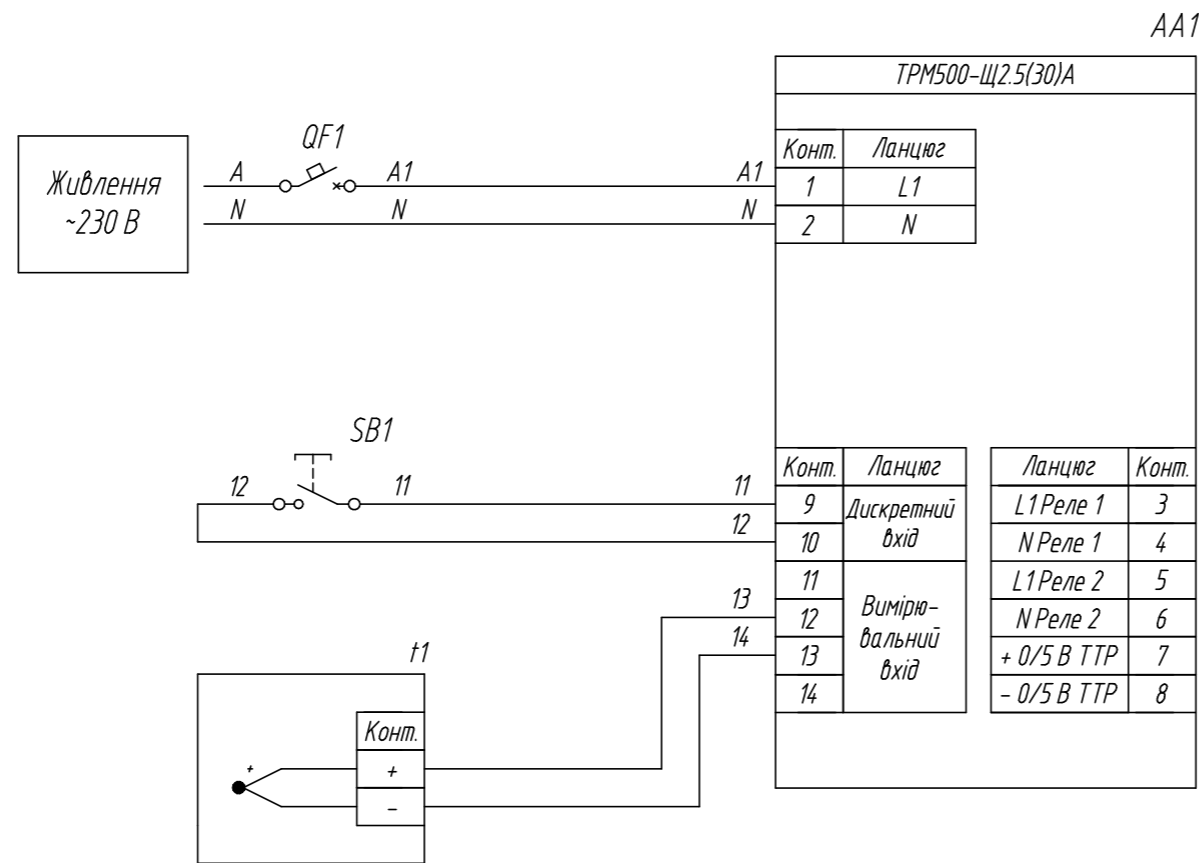 AA1
ТРМ500-Щ2.5(30)А
Живлення
~230 В
QF1
A
A1
A1
N
N
N
Конт.
Ланцюг
1
L1
2
N
SB1
12
11
11
12
Конт.
Ланцюг
9
Дискретний
вхід
10
11
Вимірю-
вальний
вхід
12
13
14
Ланцюг
Конт.
L1 Реле 1
3
N Реле 1
4
L1 Реле 2
5
N Реле 2
6
+ 0/5 В ТТР
7
- 0/5 В ТТР
8
13
14
t1
Конт.
+
+
-